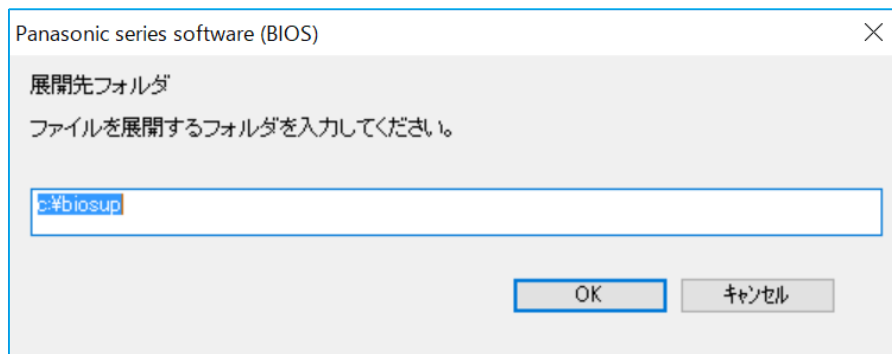 Panasonic series software (BIOS)
展開先フォルダ
ファイルを展開するフォルダを入力してください。
c:¥biosup
OK
キャンセル